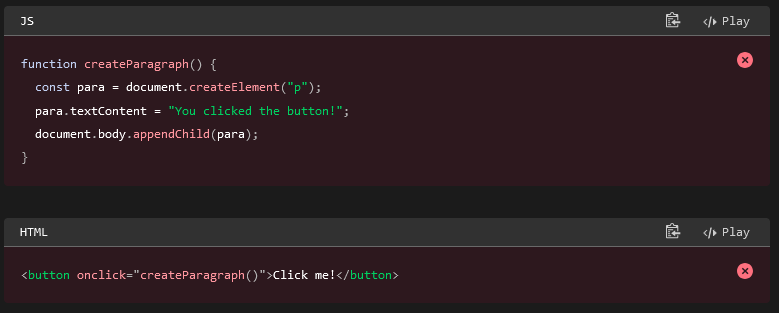 JS
Play
function createParagraph() {
  const para = document.createElement("p");
  para.textContent = "You clicked the button!";
  document.body.appendChild(para);
}
HTML
Play
<button onclick="createParagraph()">Click me!</button>